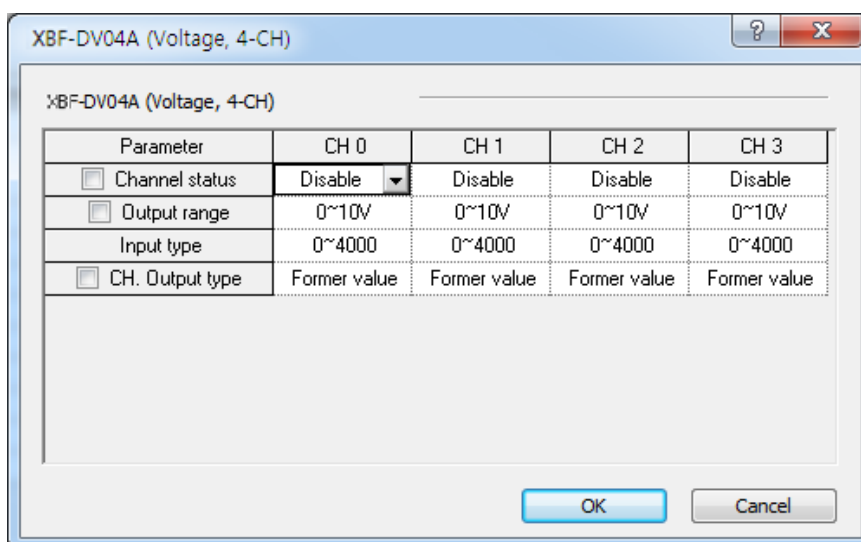 XBF-DV04A (Voltage, 4-CH)
XBF-DV04A (Voltage, 4-CH)
Parameter CH 0 CH 1 CH 2 CH 3
Channel status Disable Disable Disable Disable
Output range 0~10V 0~10V 0~10V 0~10V
Input type 0~4000 0~4000 0~4000 0~4000
CH. Output type Former value Former value Former value Former value
OK Cancel